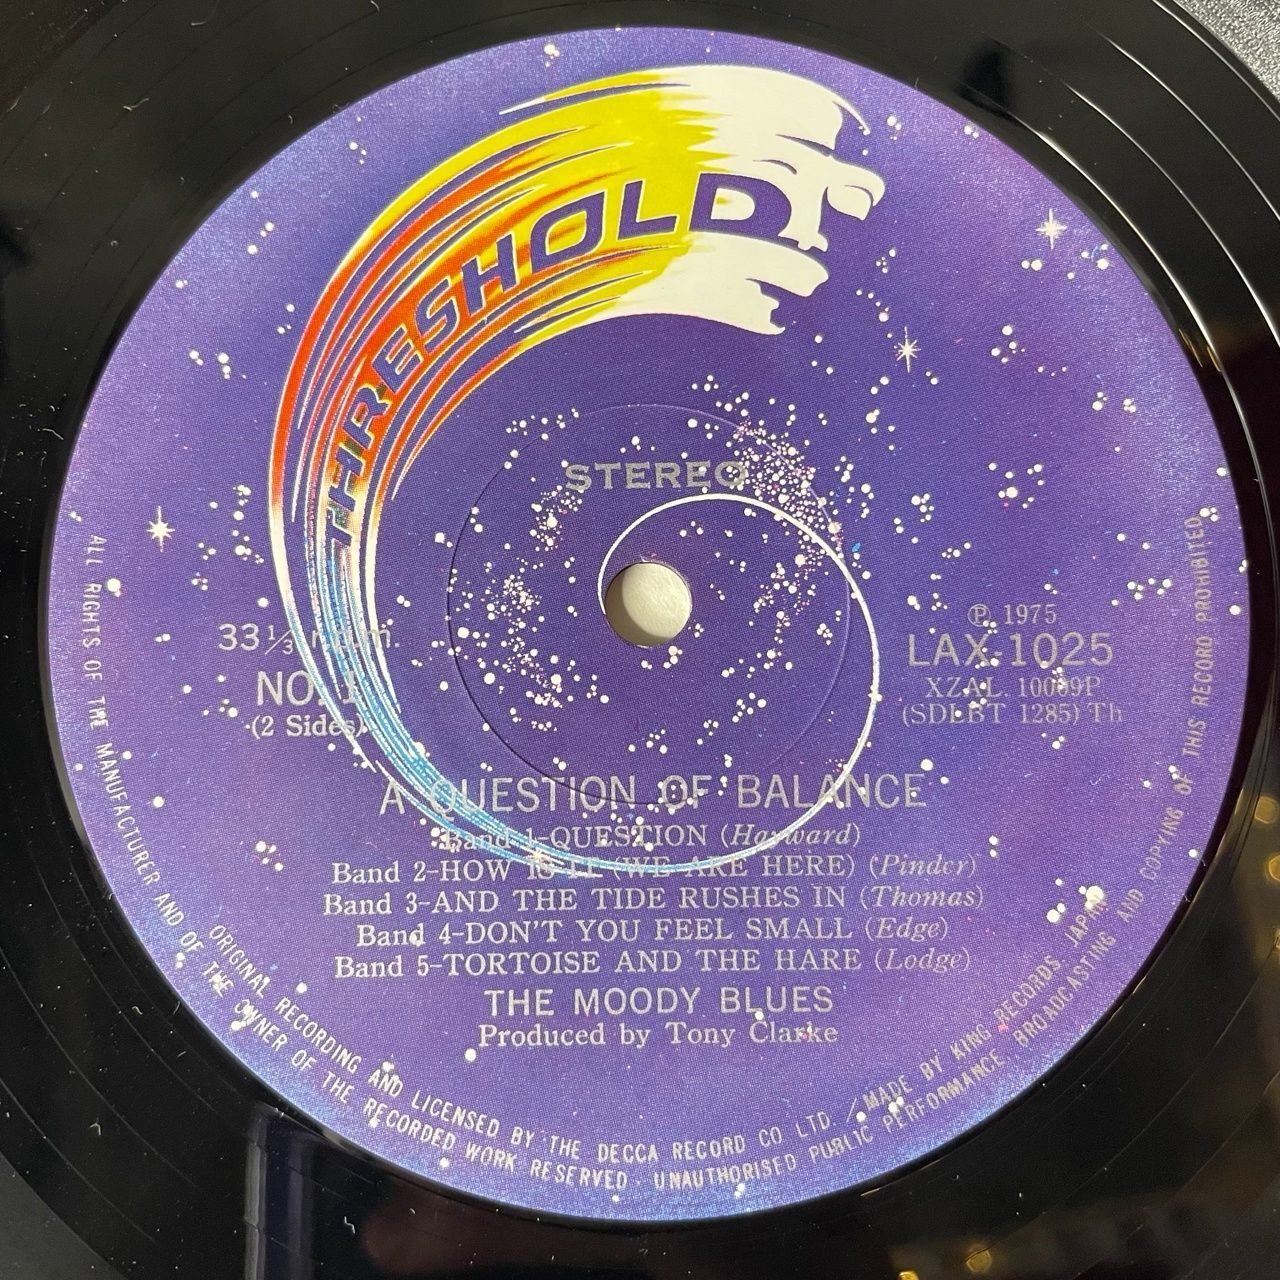 THRESHOLD
STEREO
33⅓ r.p.m.
NO. 1
(2 Sides)
Ⓟ 1975
LAX-1025
XZAL. 10089P
(SDLBT 1285) Th
A QUESTION OF BALANCE
Band 1-QUESTION (Hayward)
Band 2-HOW IS IT (WE ARE HERE) (Pinder)
Band 3-AND THE TIDE RUSHES IN (Thomas)
Band 4-DON'T YOU FEEL SMALL (Edge)
Band 5-TORTOISE AND THE HARE (Lodge)
THE MOODY BLUES
Produced by Tony Clarke
ORIGINAL RECORDING AND LICENSED BY THE DECCA RECORD CO LTD. / MADE BY KING RECORDS, JAPAN
ALL RIGHTS OF THE MANUFACTURER AND OF THE OWNER OF THE RECORDED WORK RESERVED · UNAUTHORISED PUBLIC PERFORMANCE, BROADCASTING AND COPYING OF THIS RECORD PROHIBITED